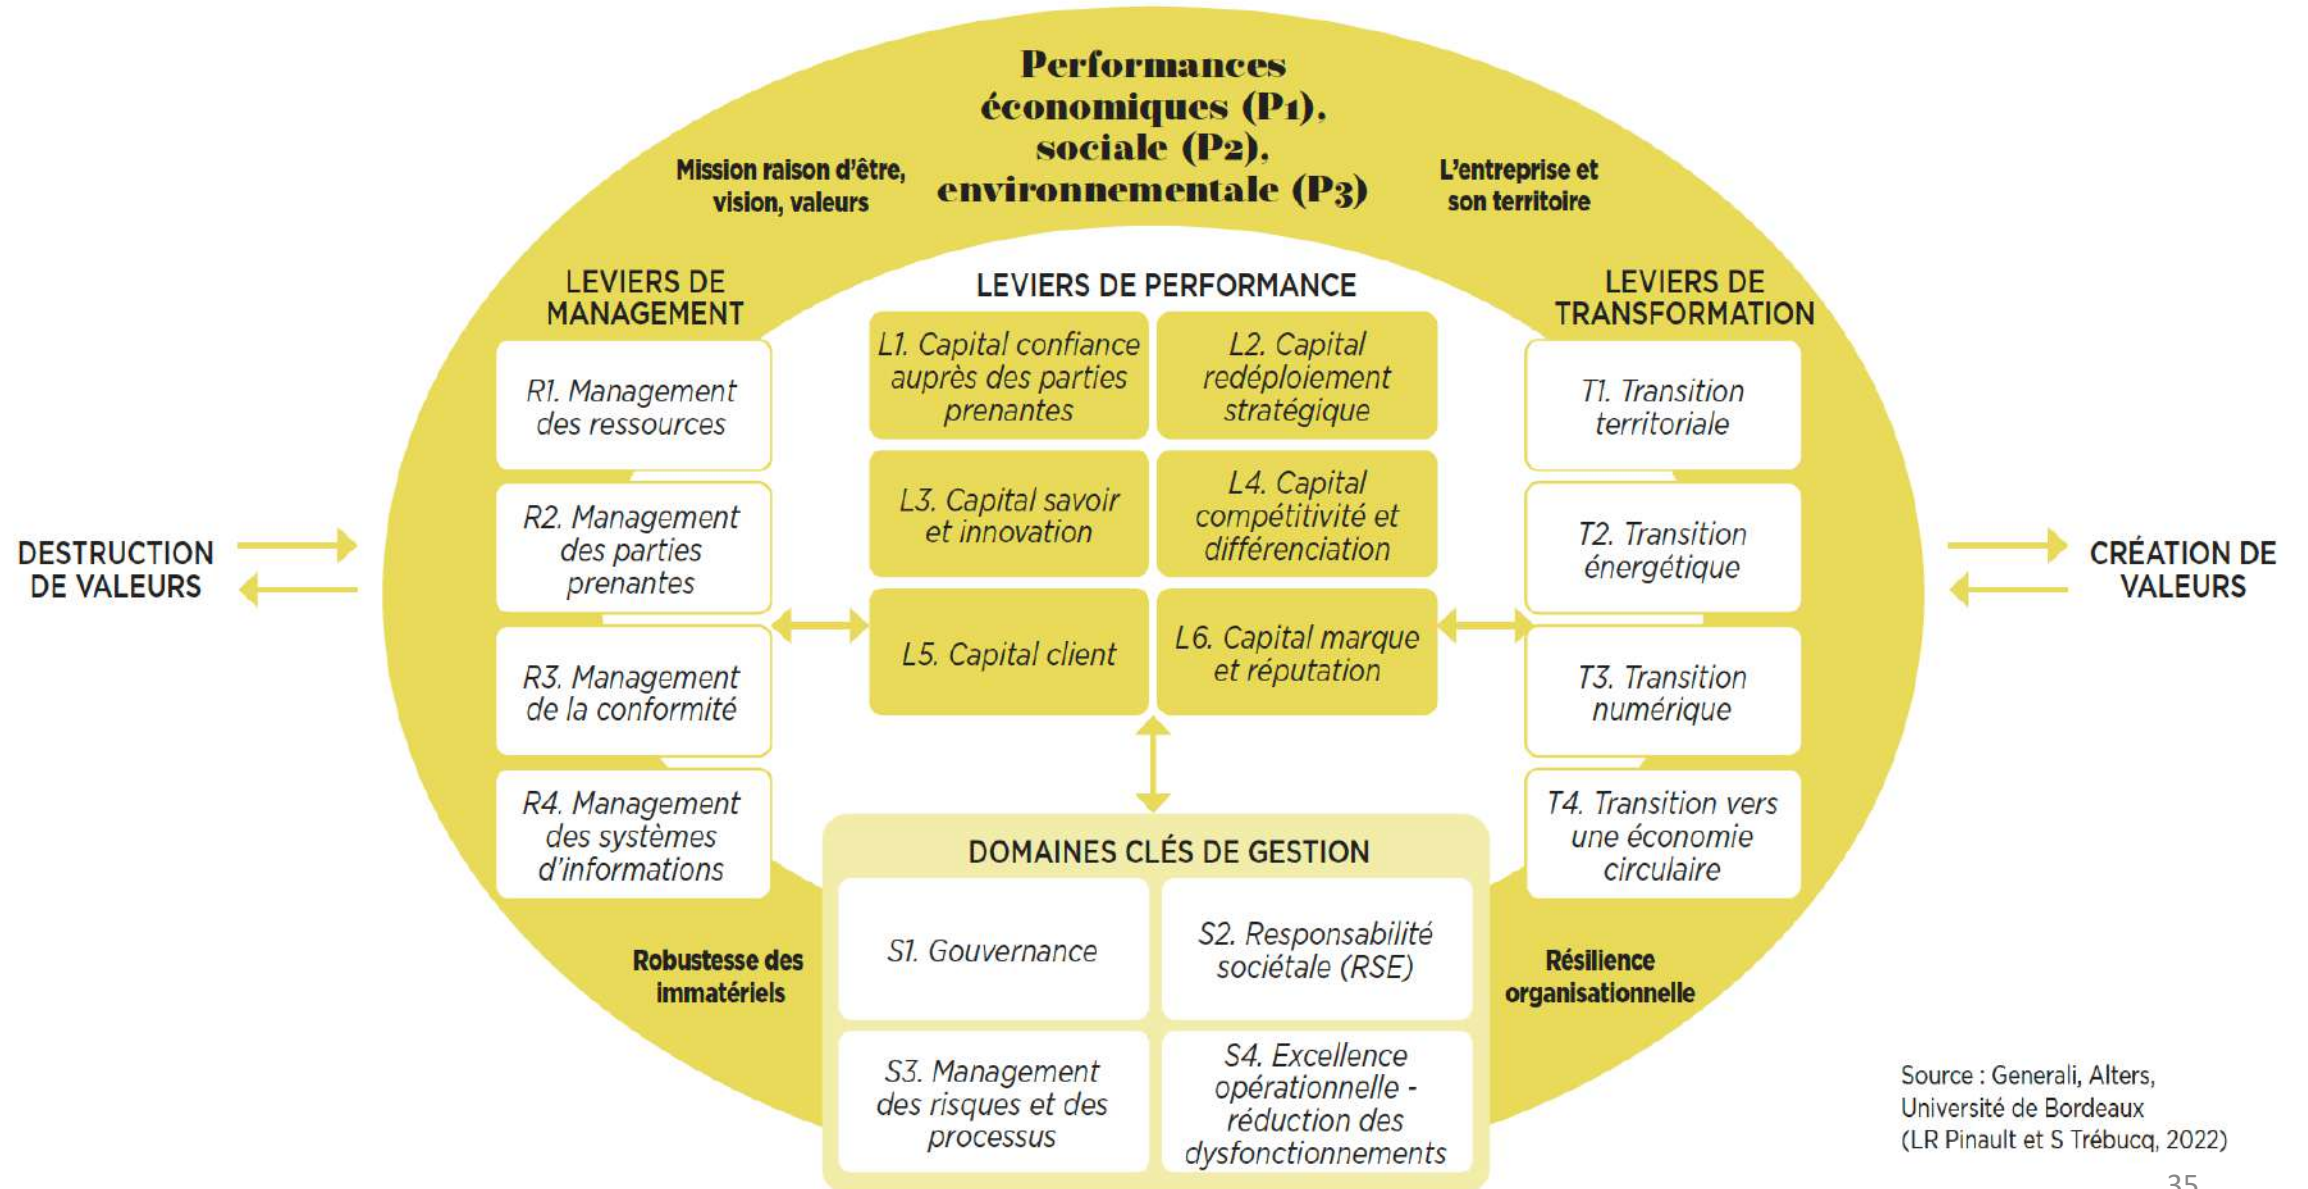 Performances
économiques (P1),
sociale (P2),
environnementale (P3)
Mission raison d'être,
vision, valeurs
L'entreprise et
son territoire
LEVIERS DE
MANAGEMENT
R1. Management
des ressources
R2. Management
des parties
prenantes
R3. Management
de la conformité
R4. Management
des systèmes
d'informations
LEVIERS DE PERFORMANCE
L1. Capital confiance
auprès des parties
prenantes
L2. Capital
redéploiement
stratégique
L3. Capital savoir
et innovation
L4. Capital
compétitivité et
différenciation
L5. Capital client
L6. Capital marque
et réputation
LEVIERS DE
TRANSFORMATION
T1. Transition
territoriale
T2. Transition
énergétique
T3. Transition
numérique
T4. Transition vers
une économie
circulaire
DESTRUCTION
DE VALEURS
CRÉATION DE
VALEURS
DOMAINES CLÉS DE GESTION
S1. Gouvernance
S2. Responsabilité
sociétale (RSE)
S3. Management
des risques et des
processus
S4. Excellence
opérationnelle -
réduction des
dysfonctionnements
Robustesse des
immatériels
Résilience
organisationnelle
Source : Generali, Alters,
Université de Bordeaux
(LR Pinault et S Trébucq, 2022)
35